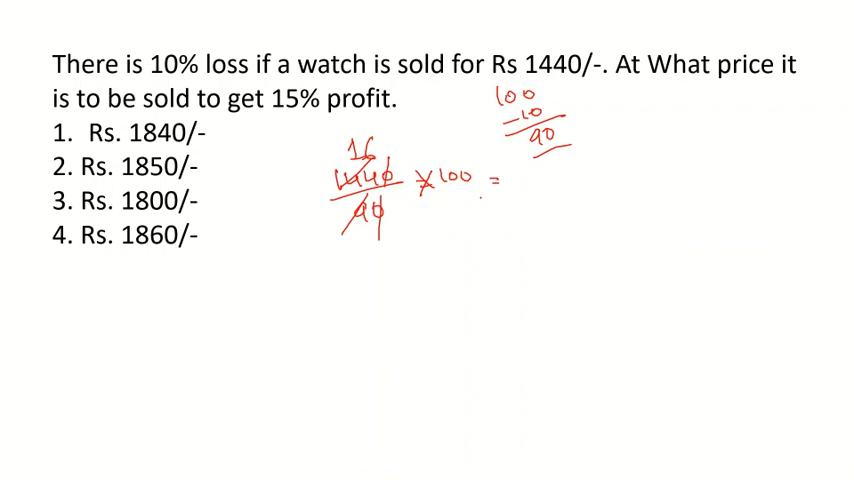 There is 10% loss if a watch is sold for Rs 1440/-. At What price it
is to be sold to get 15% profit.
1. Rs. 1840/-
2. Rs. 1850/-
3. Rs. 1800/-
4. Rs. 1860/-
100
-10
90
16
1440
90
× 100 =